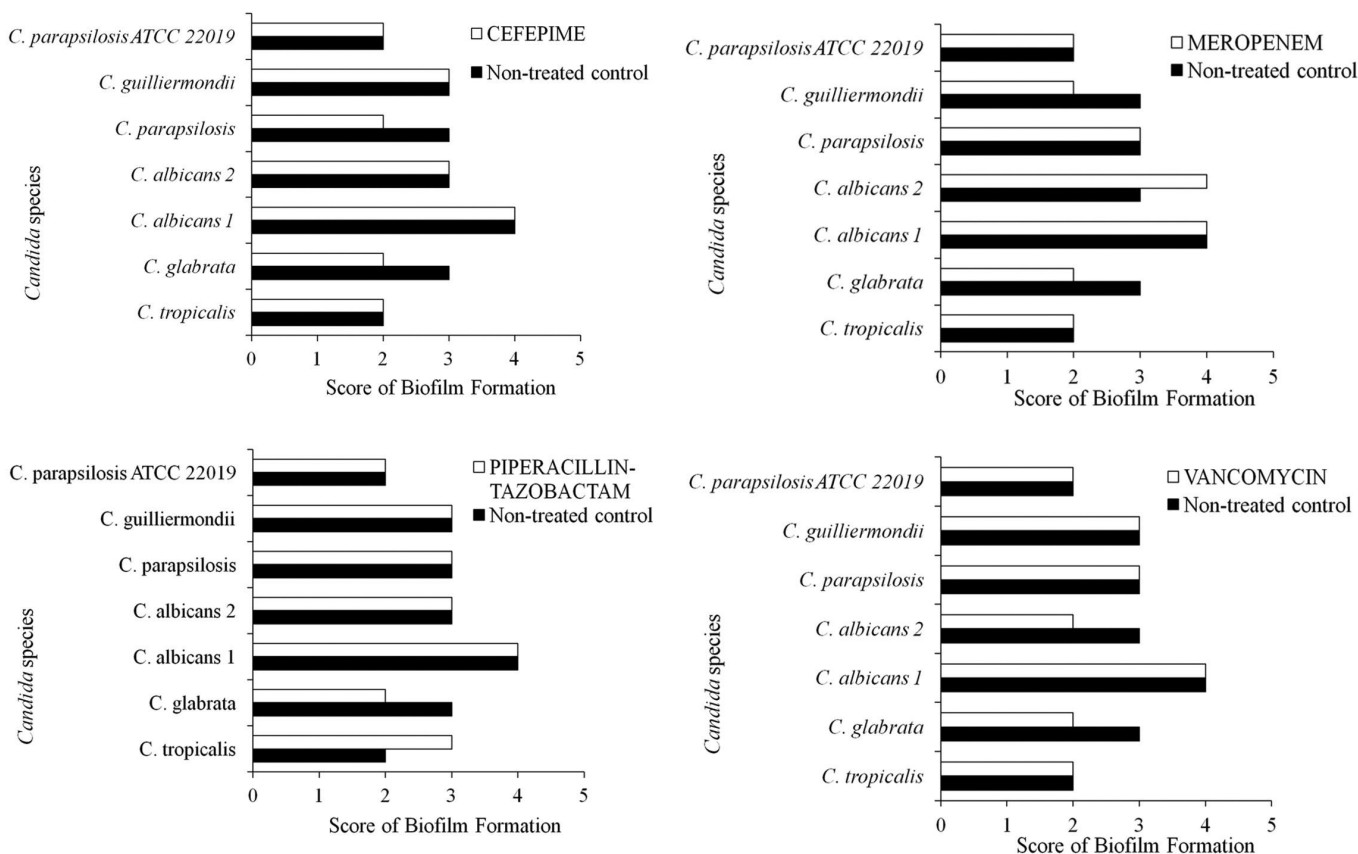 C. parapsilosis ATCC 22019
C. guilliermondii
C. parapsilosis
C. albicans 2
C. albicans 1
C. glabrata
C. tropicalis
Candida species
0 1 2 3 4 5
Score of Biofilm Formation
CEFEPIME
Non-treated control
C. parapsilosis ATCC 22019
C. guilliermondii
C. parapsilosis
C. albicans 2
C. albicans 1
C. glabrata
C. tropicalis
Candida species
0 1 2 3 4 5
Score of Biofilm Formation
MEROPENEM
Non-treated control
C. parapsilosis ATCC 22019
C. guilliermondii
C. parapsilosis
C. albicans 2
C. albicans 1
C. glabrata
C. tropicalis
Candida species
0 1 2 3 4 5
Score of Biofilm Formation
PIPERACILLIN-
TAZOBACTAM
Non-treated control
C. parapsilosis ATCC 22019
C. guilliermondii
C. parapsilosis
C. albicans 2
C. albicans 1
C. glabrata
C. tropicalis
Candida species
0 1 2 3 4 5
Score of Biofilm Formation
VANCOMYCIN
Non-treated control